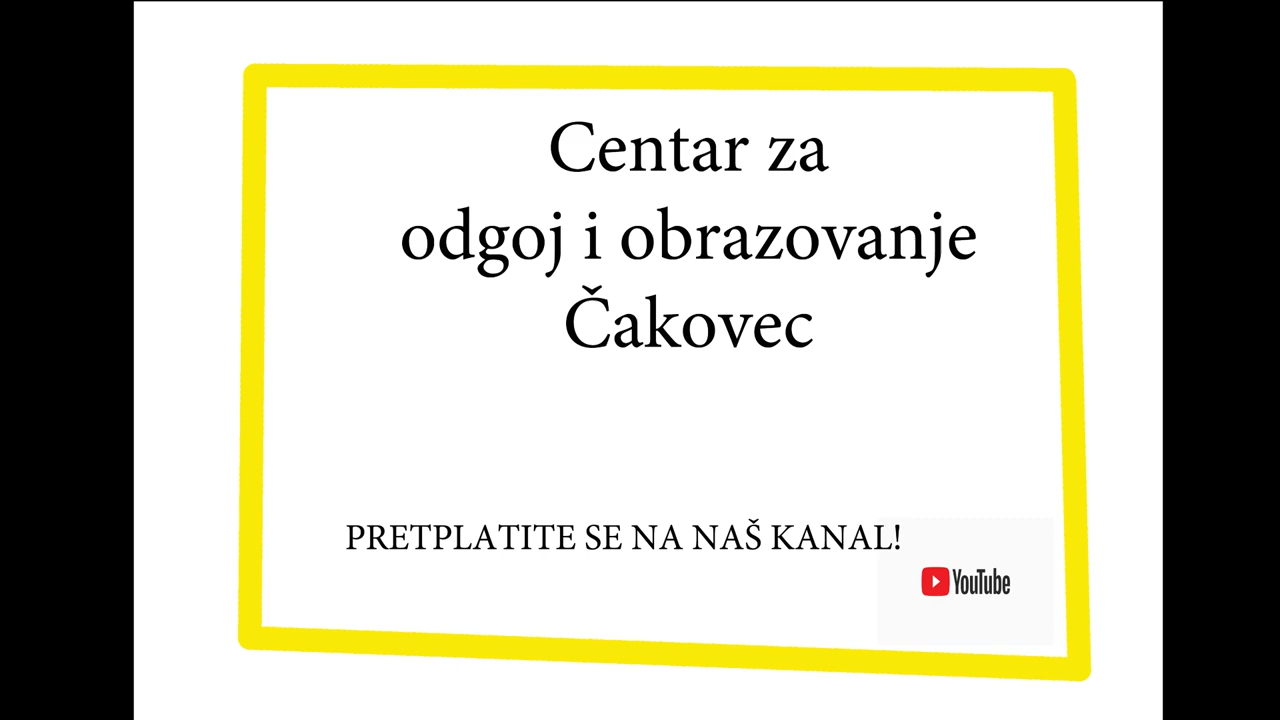 Centar za
odgoj i obrazovanje
Čakovec
PRETPLATITE SE NA NAŠ KANAL!
YouTube